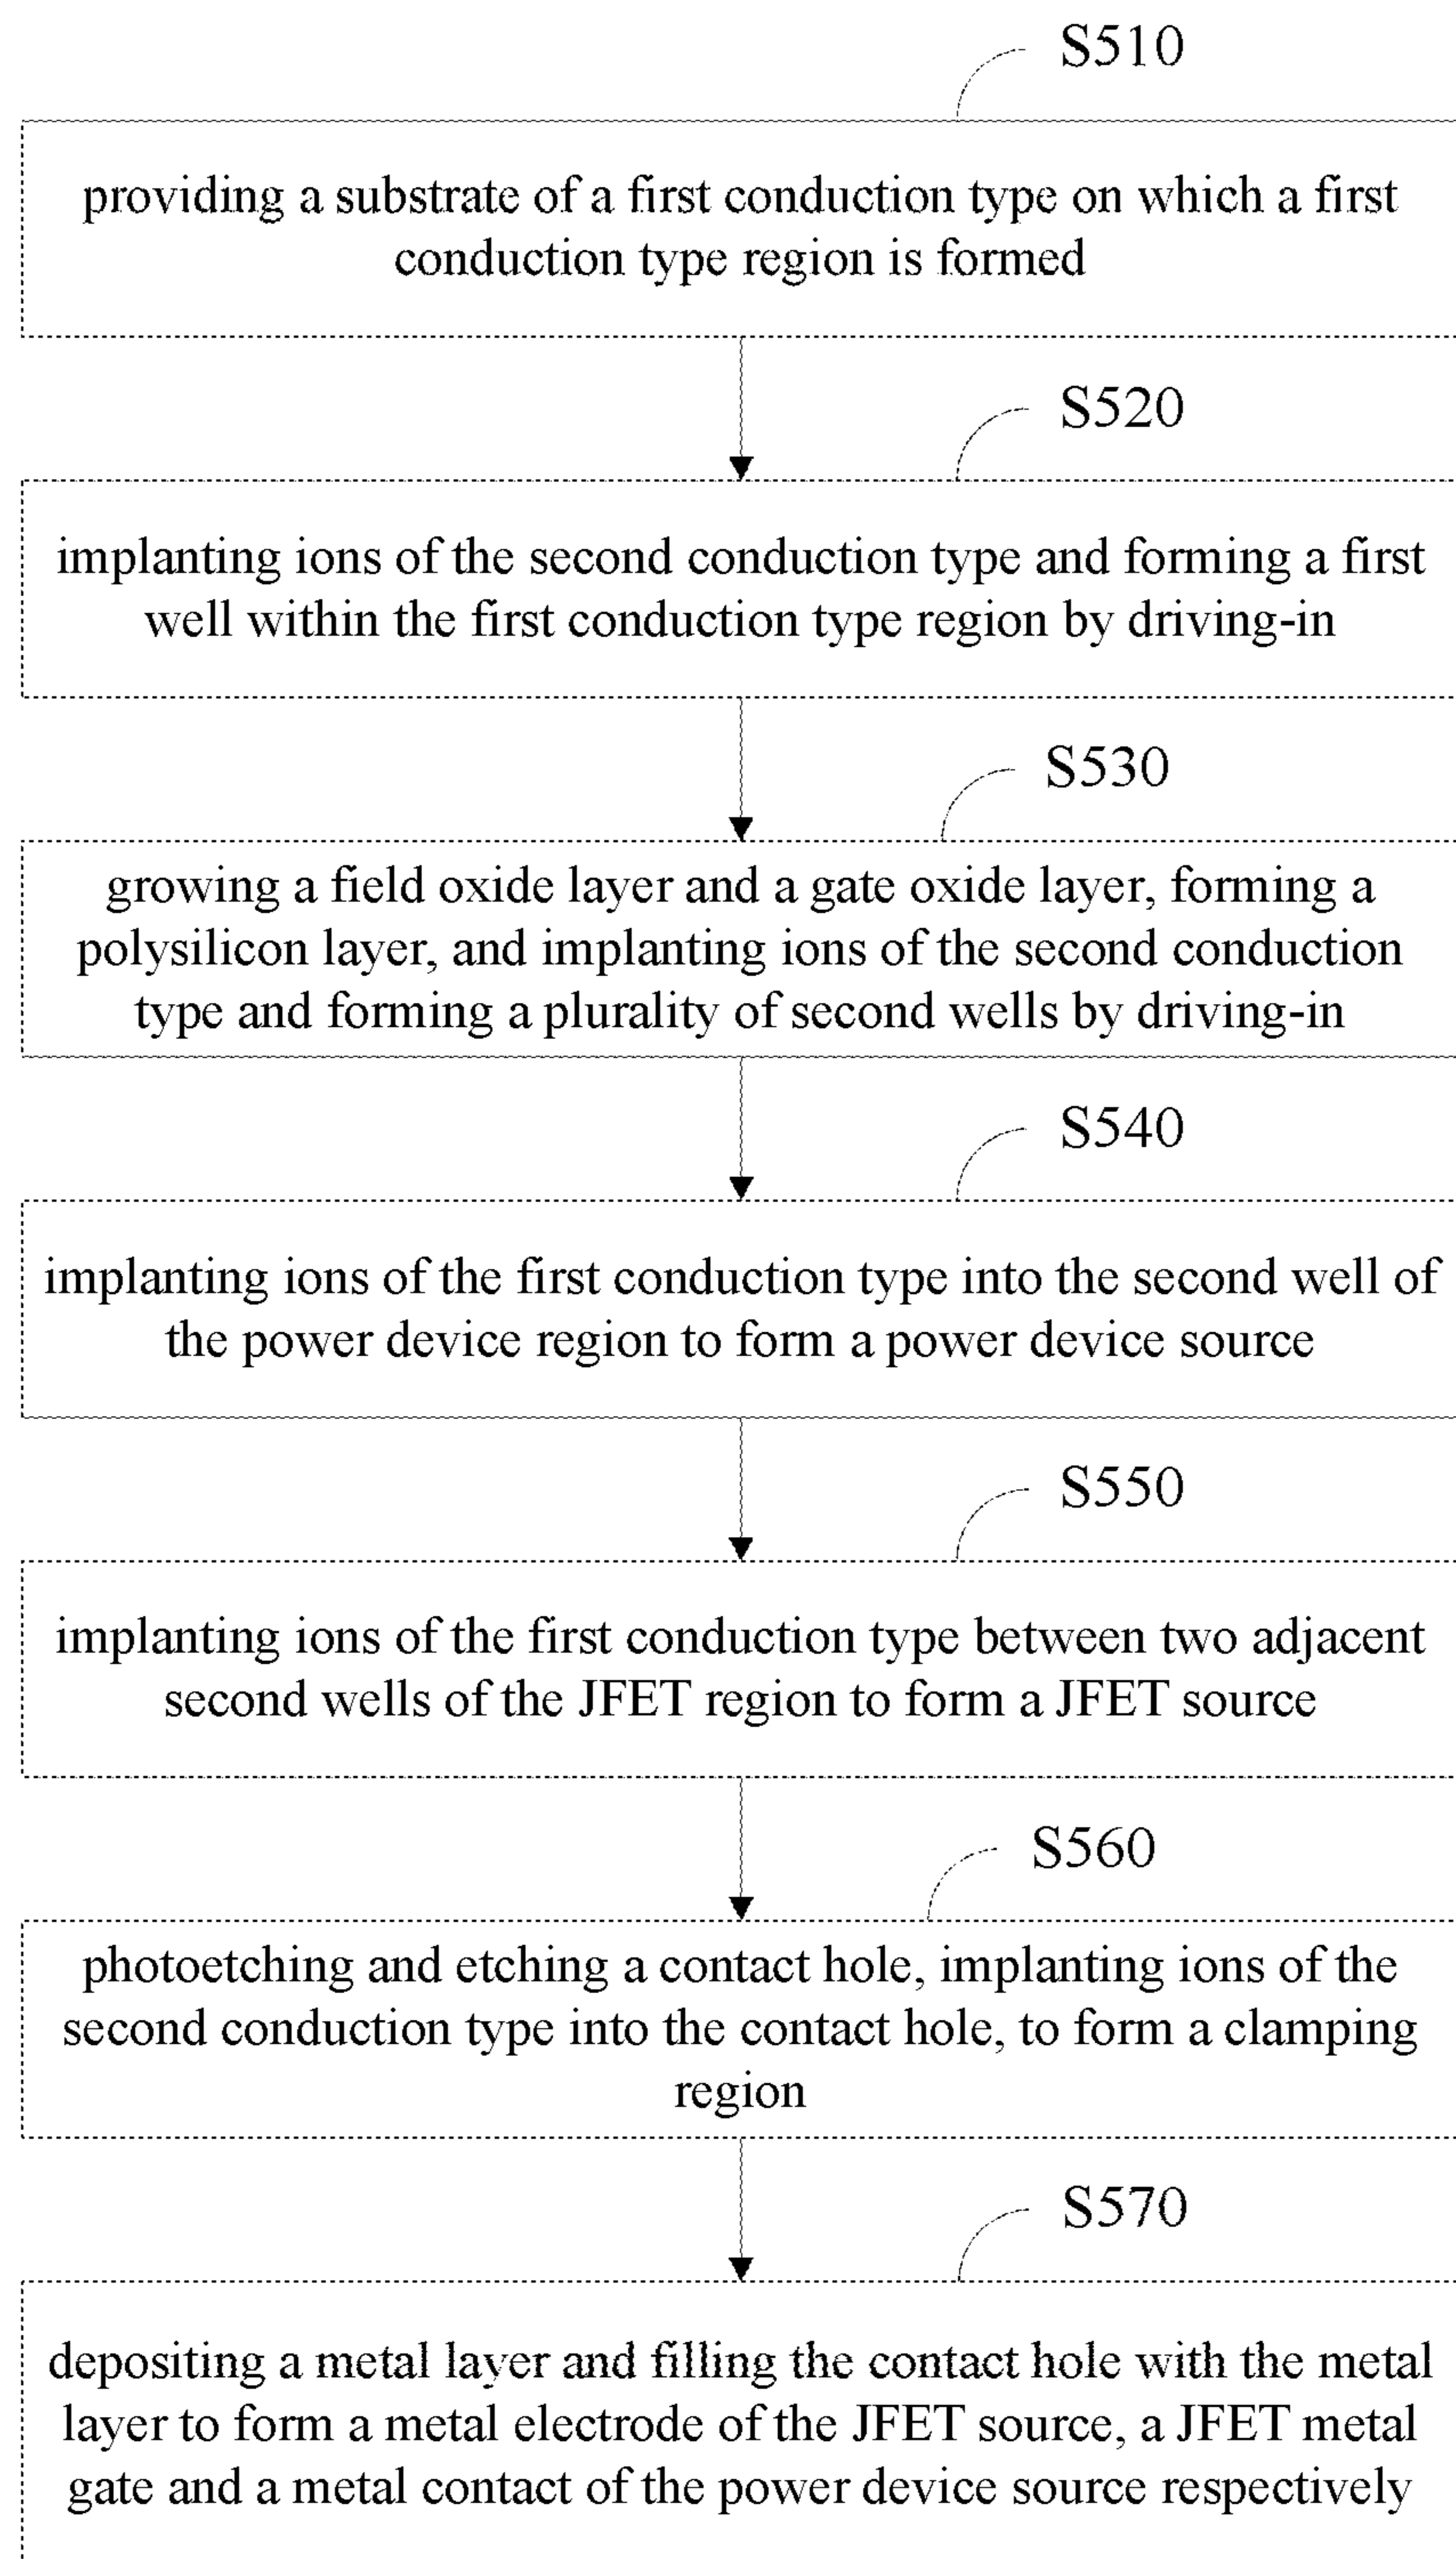 S510
providing a substrate of a first conduction type on which a first
conduction type region is formed
S520
implanting ions of the second conduction type and forming a first
well within the first conduction type region by driving-in
S530
growing a field oxide layer and a gate oxide layer, forming a
polysilicon layer, and implanting ions of the second conduction
type and forming a plurality of second wells by driving-in
S540
implanting ions of the first conduction type into the second well of
the power device region to form a power device source
S550
implanting ions of the first conduction type between two adjacent
second wells of the JFET region to form a JFET source
S560
photoetching and etching a contact hole, implanting ions of the
second conduction type into the contact hole, to form a clamping
region
S570
depositing a metal layer and filling the contact hole with the metal
layer to form a metal electrode of the JFET source, a JFET metal
gate and a metal contact of the power device source respectively